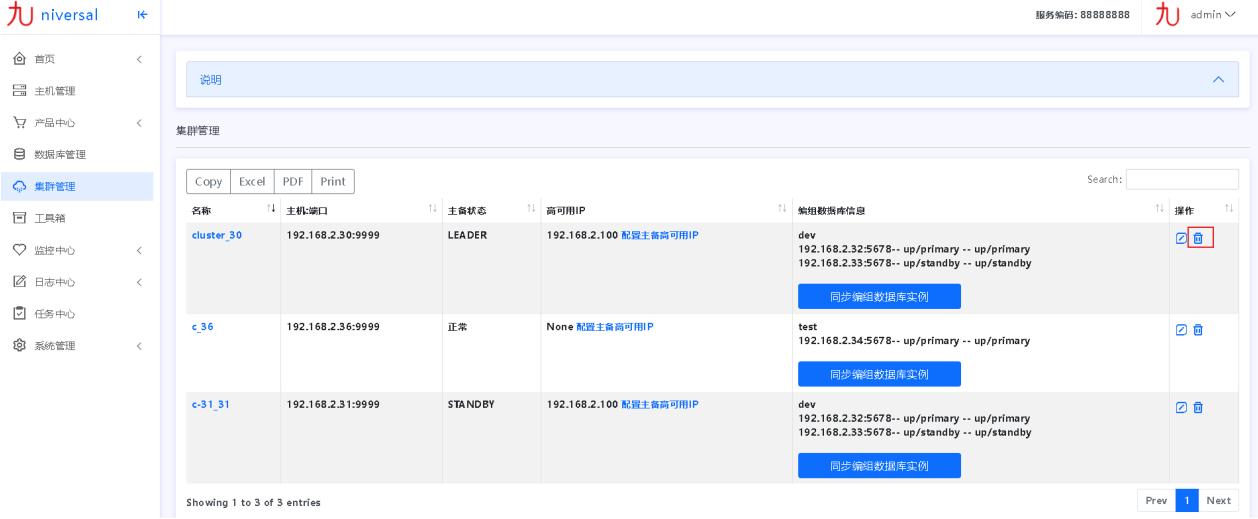 九U niversal
服务编码: 88888888
九U admin
首页
主机管理
产品中心
数据库管理
集群管理
工具箱
监控中心
日志中心
任务中心
系统管理
说明
集群管理
Copy Excel PDF Print
Search:
名称 主机:端口 主备状态 高可用IP 编组数据库信息 操作
cluster_30 192.168.2.30:9999 LEADER 192.168.2.100 配置主备高可用IP dev
192.168.2.32:5678-- up/primary -- up/primary
192.168.2.33:5678-- up/standby -- up/standby
同步编组数据库实例
c_36 192.168.2.36:9999 正常 None 配置主备高可用IP test
192.168.2.34:5678-- up/primary -- up/primary
同步编组数据库实例
c-31_31 192.168.2.31:9999 STANDBY 192.168.2.100 配置主备高可用IP dev
192.168.2.32:5678-- up/primary -- up/primary
192.168.2.33:5678-- up/standby -- up/standby
同步编组数据库实例
Showing 1 to 3 of 3 entries
Prev 1 Next